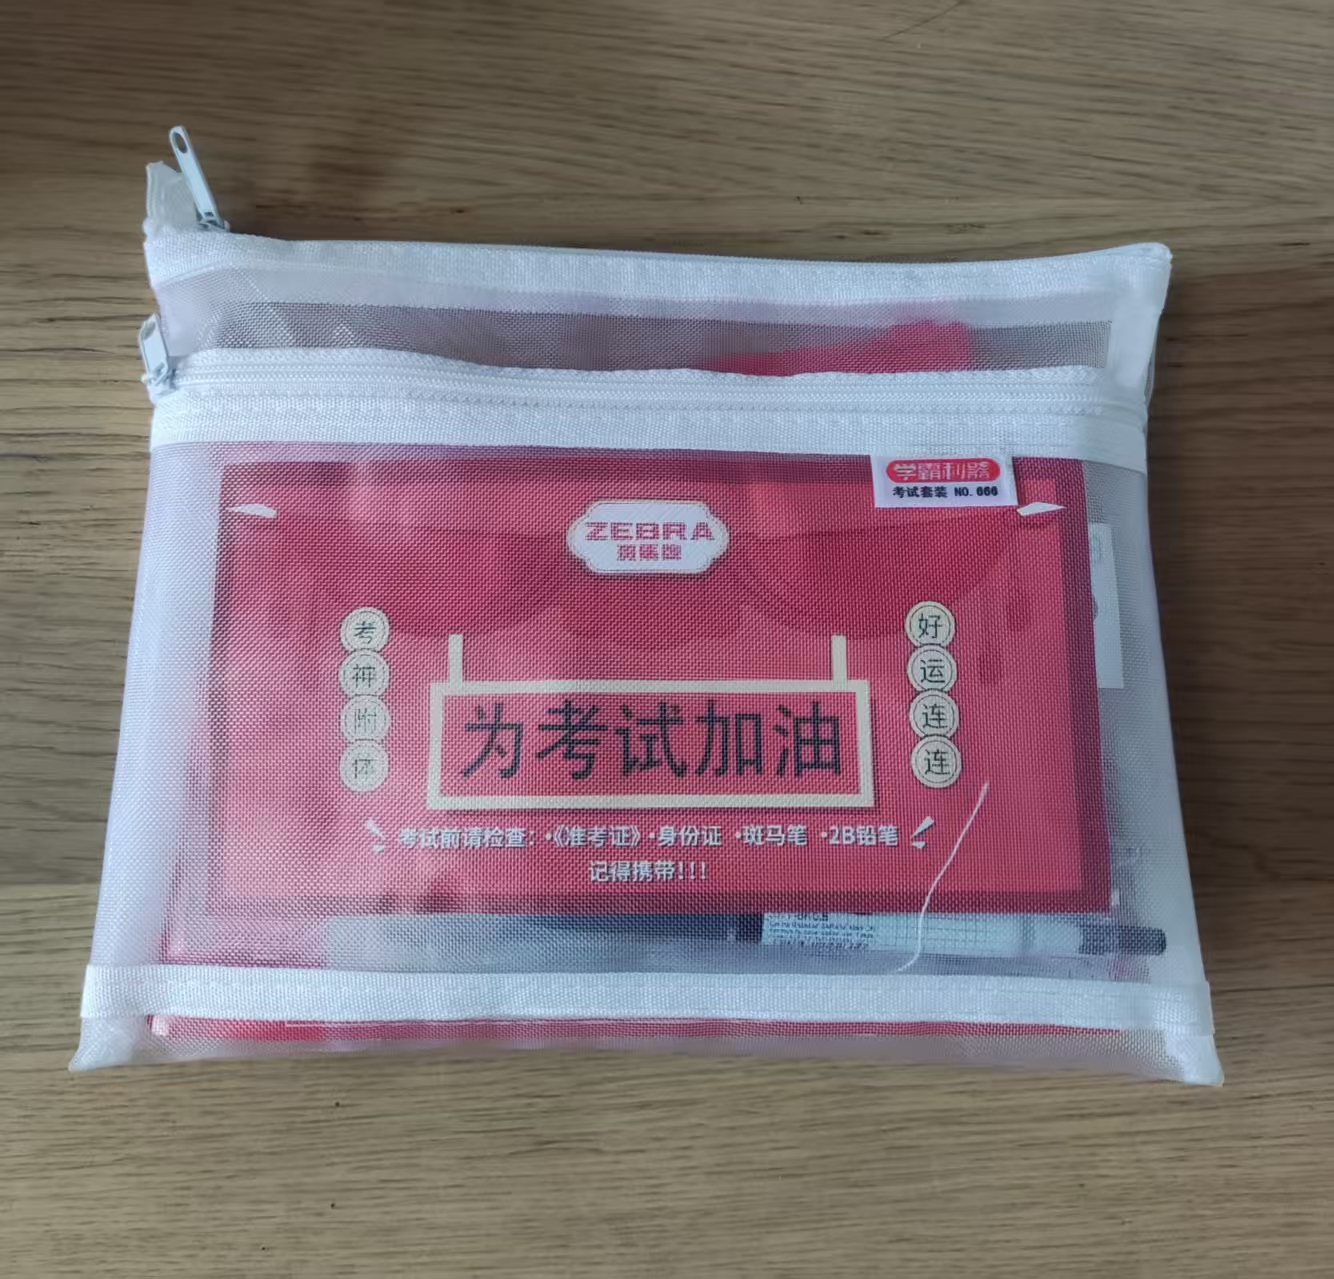 学霸利器
考试套装 NO.666
ZEBRA
斑馬牌
考神附体
好运连连
为考试加油
考试前请检查：·《准考证》·身份证 ·斑马笔 ·2B铅笔
记得携带!!!